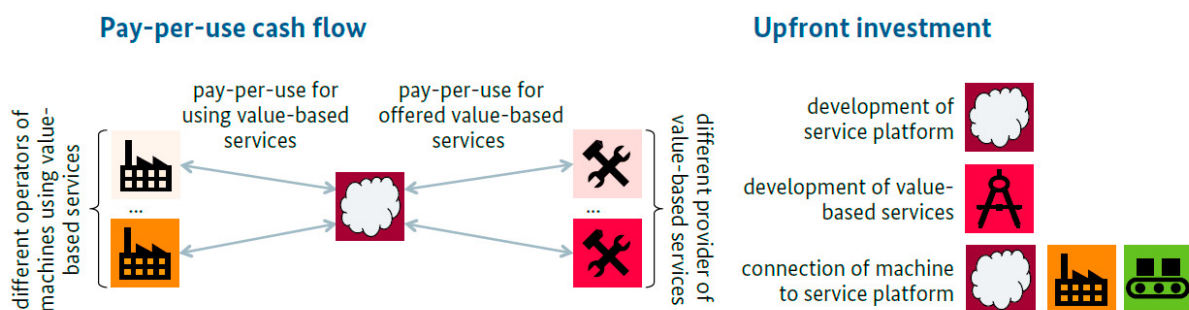 Pay-per-use cash flow
different operators of
machines using value-
based services
pay-per-use for
using value-based
services
pay-per-use for
offered value-based
services
...
...
different provider of
value-based services
Upfront investment
development of
service platform
development of value-
based services
connection of machine
to service platform